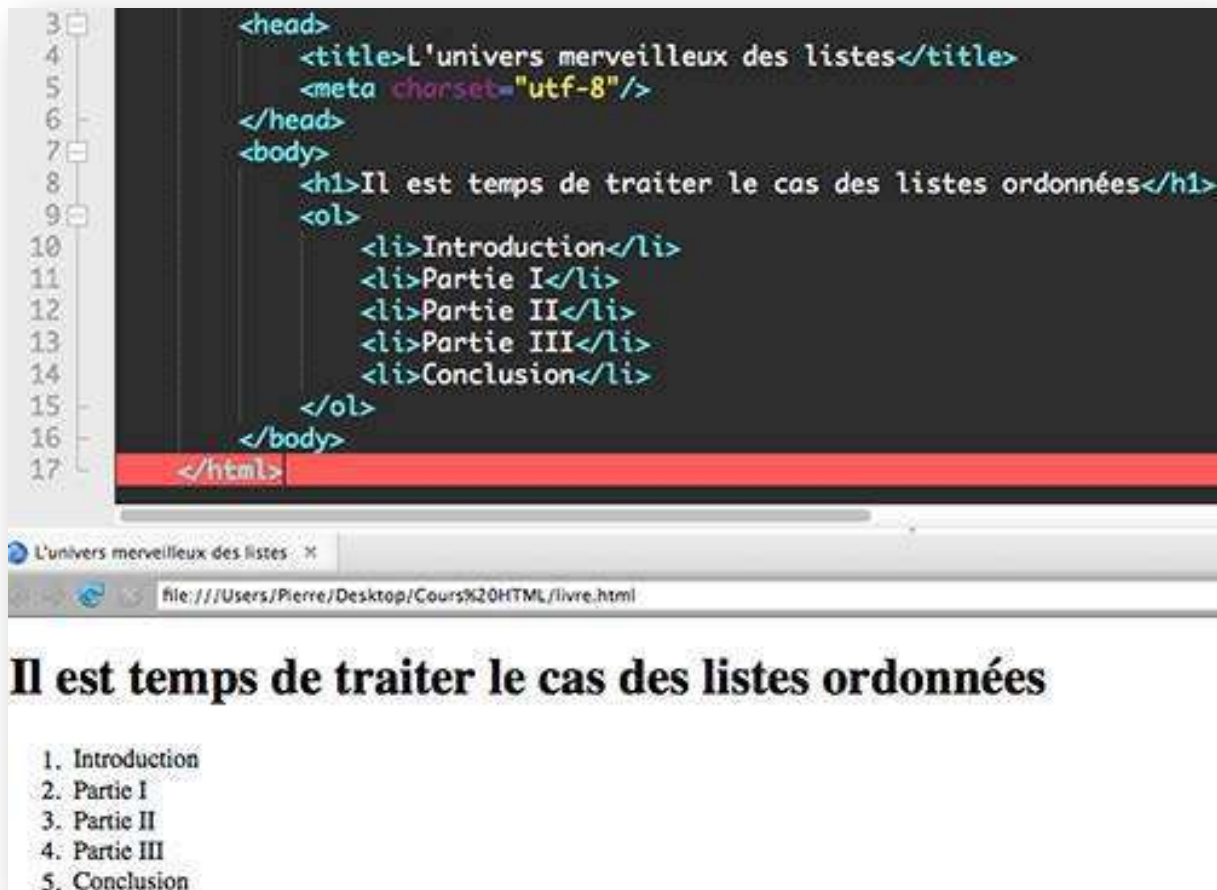 3 <head>
4 <title>L'univers merveilleux des listes</title>
5 <meta charset="utf-8"/>
6 </head>
7 <body>
8 <h1>Il est temps de traiter le cas des listes ordonnées</h1>
9 <ol>
10 <li>Introduction</li>
11 <li>Partie I</li>
12 <li>Partie II</li>
13 <li>Partie III</li>
14 <li>Conclusion</li>
15 </ol>
16 </body>
17 </html>
L'univers merveilleux des listes
file:///Users/Pierre/Desktop/Cours%20HTML/livre.html
Il est temps de traiter le cas des listes ordonnées
1. Introduction
2. Partie I
3. Partie II
4. Partie III
5. Conclusion